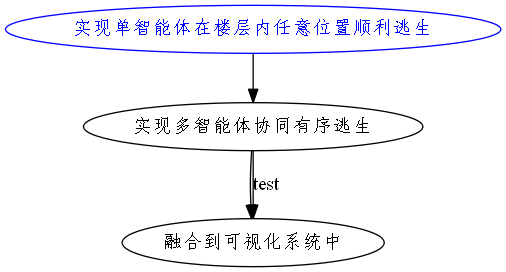 实现单智能体在楼层内任意位置顺利逃生
实现多智能体协同有序逃生
test
融合到可视化系统中